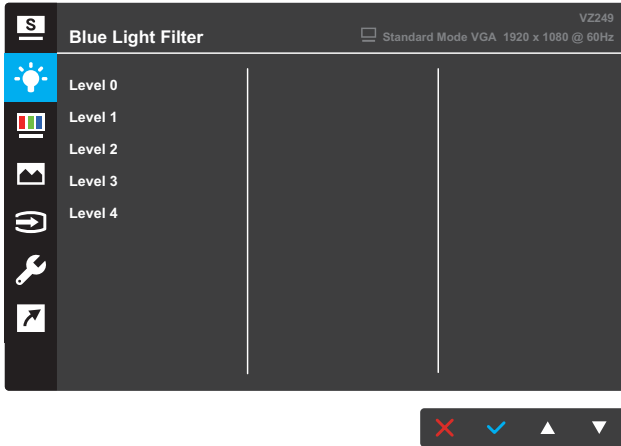 S
VZ249
Blue Light Filter
Standard Mode VGA 1920 x 1080 @ 60Hz
Level 0
Level 1
Level 2
Level 3
Level 4